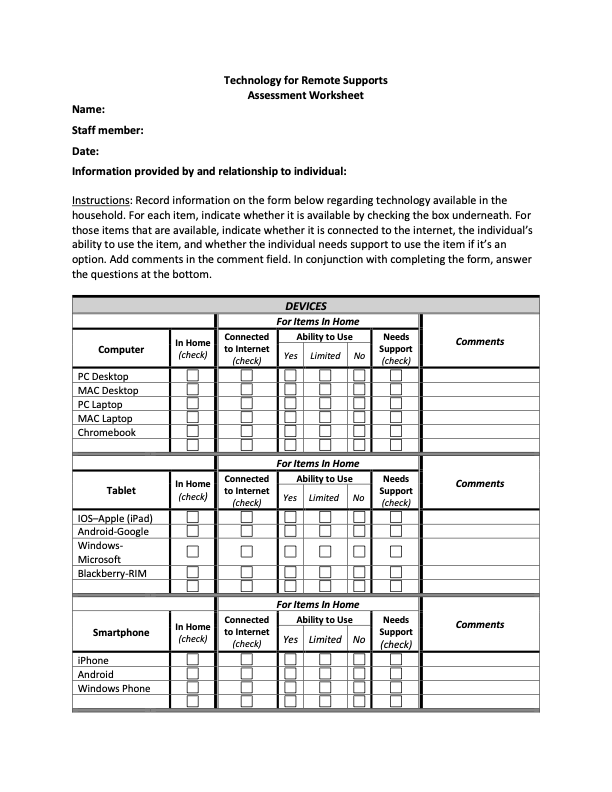 Technology for Remote Supports
Assessment Worksheet
Name:
Staff member:
Date:
Information provided by and relationship to individual:
Instructions: Record information on the form below regarding technology available in the
household. For each item, indicate whether it is available by checking the box underneath. For
those items that are available, indicate whether it is connected to the internet, the individual’s
ability to use the item, and whether the individual needs support to use the item if it’s an
option. Add comments in the comment field. In conjunction with completing the form, answer
the questions at the bottom.
DEVICES
For Items In Home
Computer
In Home
(check)
Connected
to Internet
(check)
Ability to Use
Yes Limited No
Needs
Support
(check)
Comments
PC Desktop
MAC Desktop
PC Laptop
MAC Laptop
Chromebook
For Items In Home
Tablet
In Home
(check)
Connected
to Internet
(check)
Ability to Use
Yes Limited No
Needs
Support
(check)
Comments
IOS–Apple (iPad)
Android-Google
Windows-
Microsoft
Blackberry-RIM
For Items In Home
Smartphone
In Home
(check)
Connected
to Internet
(check)
Ability to Use
Yes Limited No
Needs
Support
(check)
Comments
iPhone
Android
Windows Phone